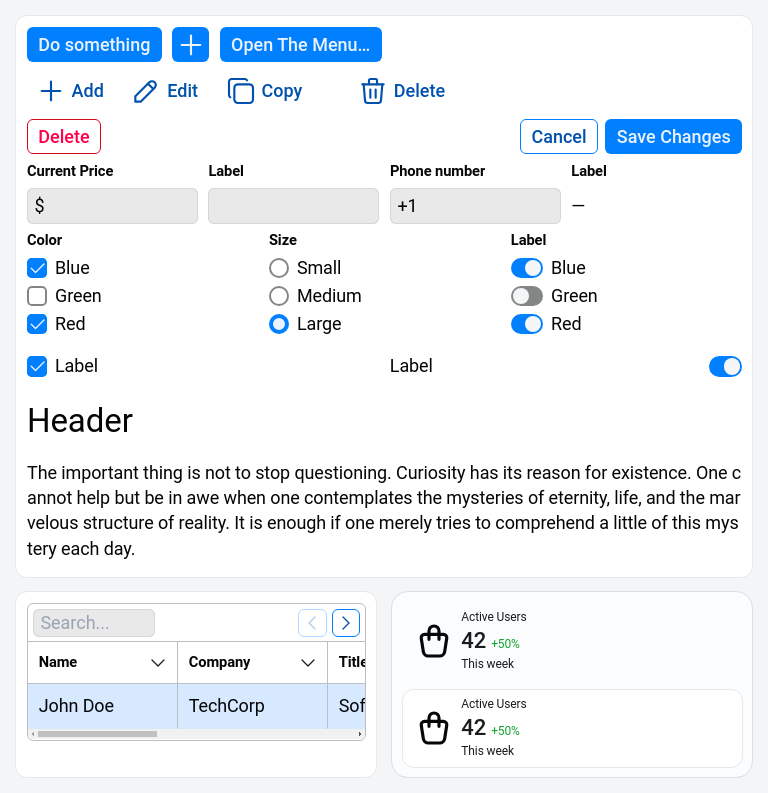 Do something Open The Menu...
Add Edit Copy Delete
Delete Cancel Save Changes
Current Price Label Phone number Label
$ +1 —
Color Size Label
Blue Small Blue
Green Medium Green
Red Large Red
Label Label
Header
The important thing is not to stop questioning. Curiosity has its reason for existence. One c
annot help but be in awe when one contemplates the mysteries of eternity, life, and the mar
velous structure of reality. It is enough if one merely tries to comprehend a little of this mys
tery each day.
Search...
Name Company Title
John Doe TechCorp Sof
Active Users
42 +50%
This week
Active Users
42 +50%
This week